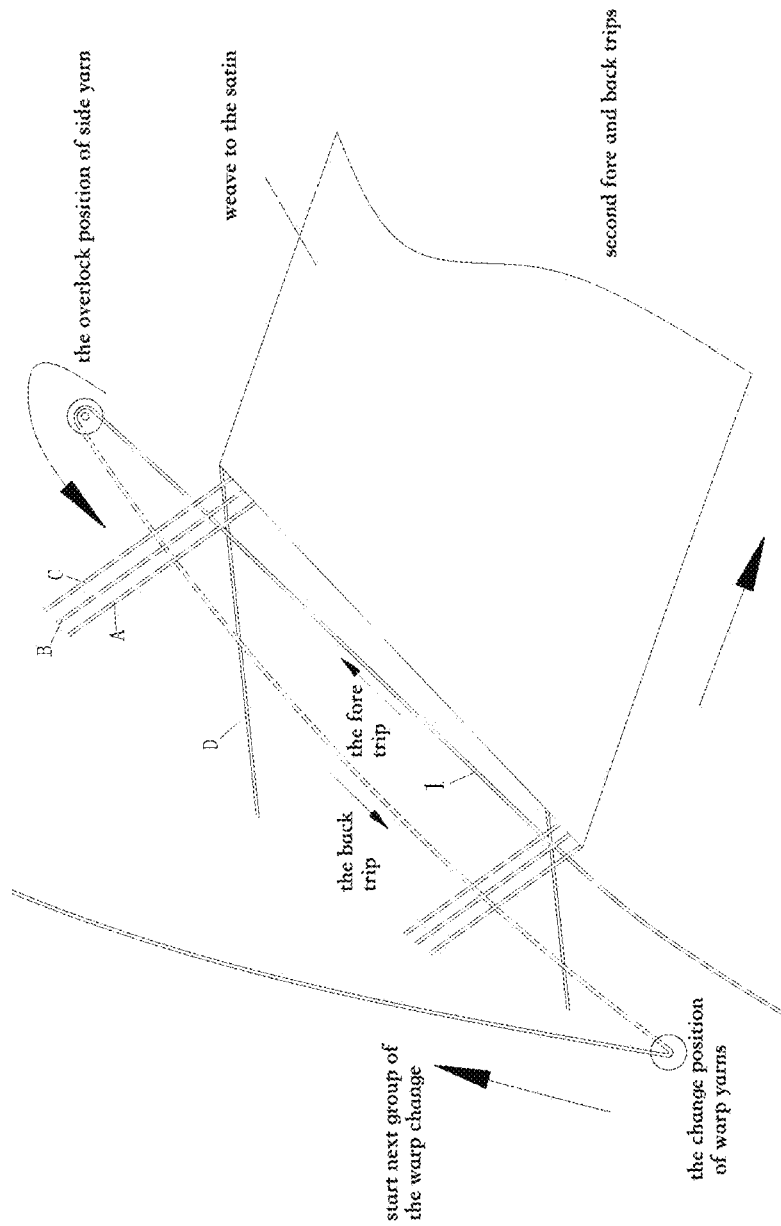 B
C
the overlock position of side yarn
A
D
weave to the satin
the back
trip
the fore
trip
start next group of
the warp change
1
second fore and back trips
the change position
of warp yarns